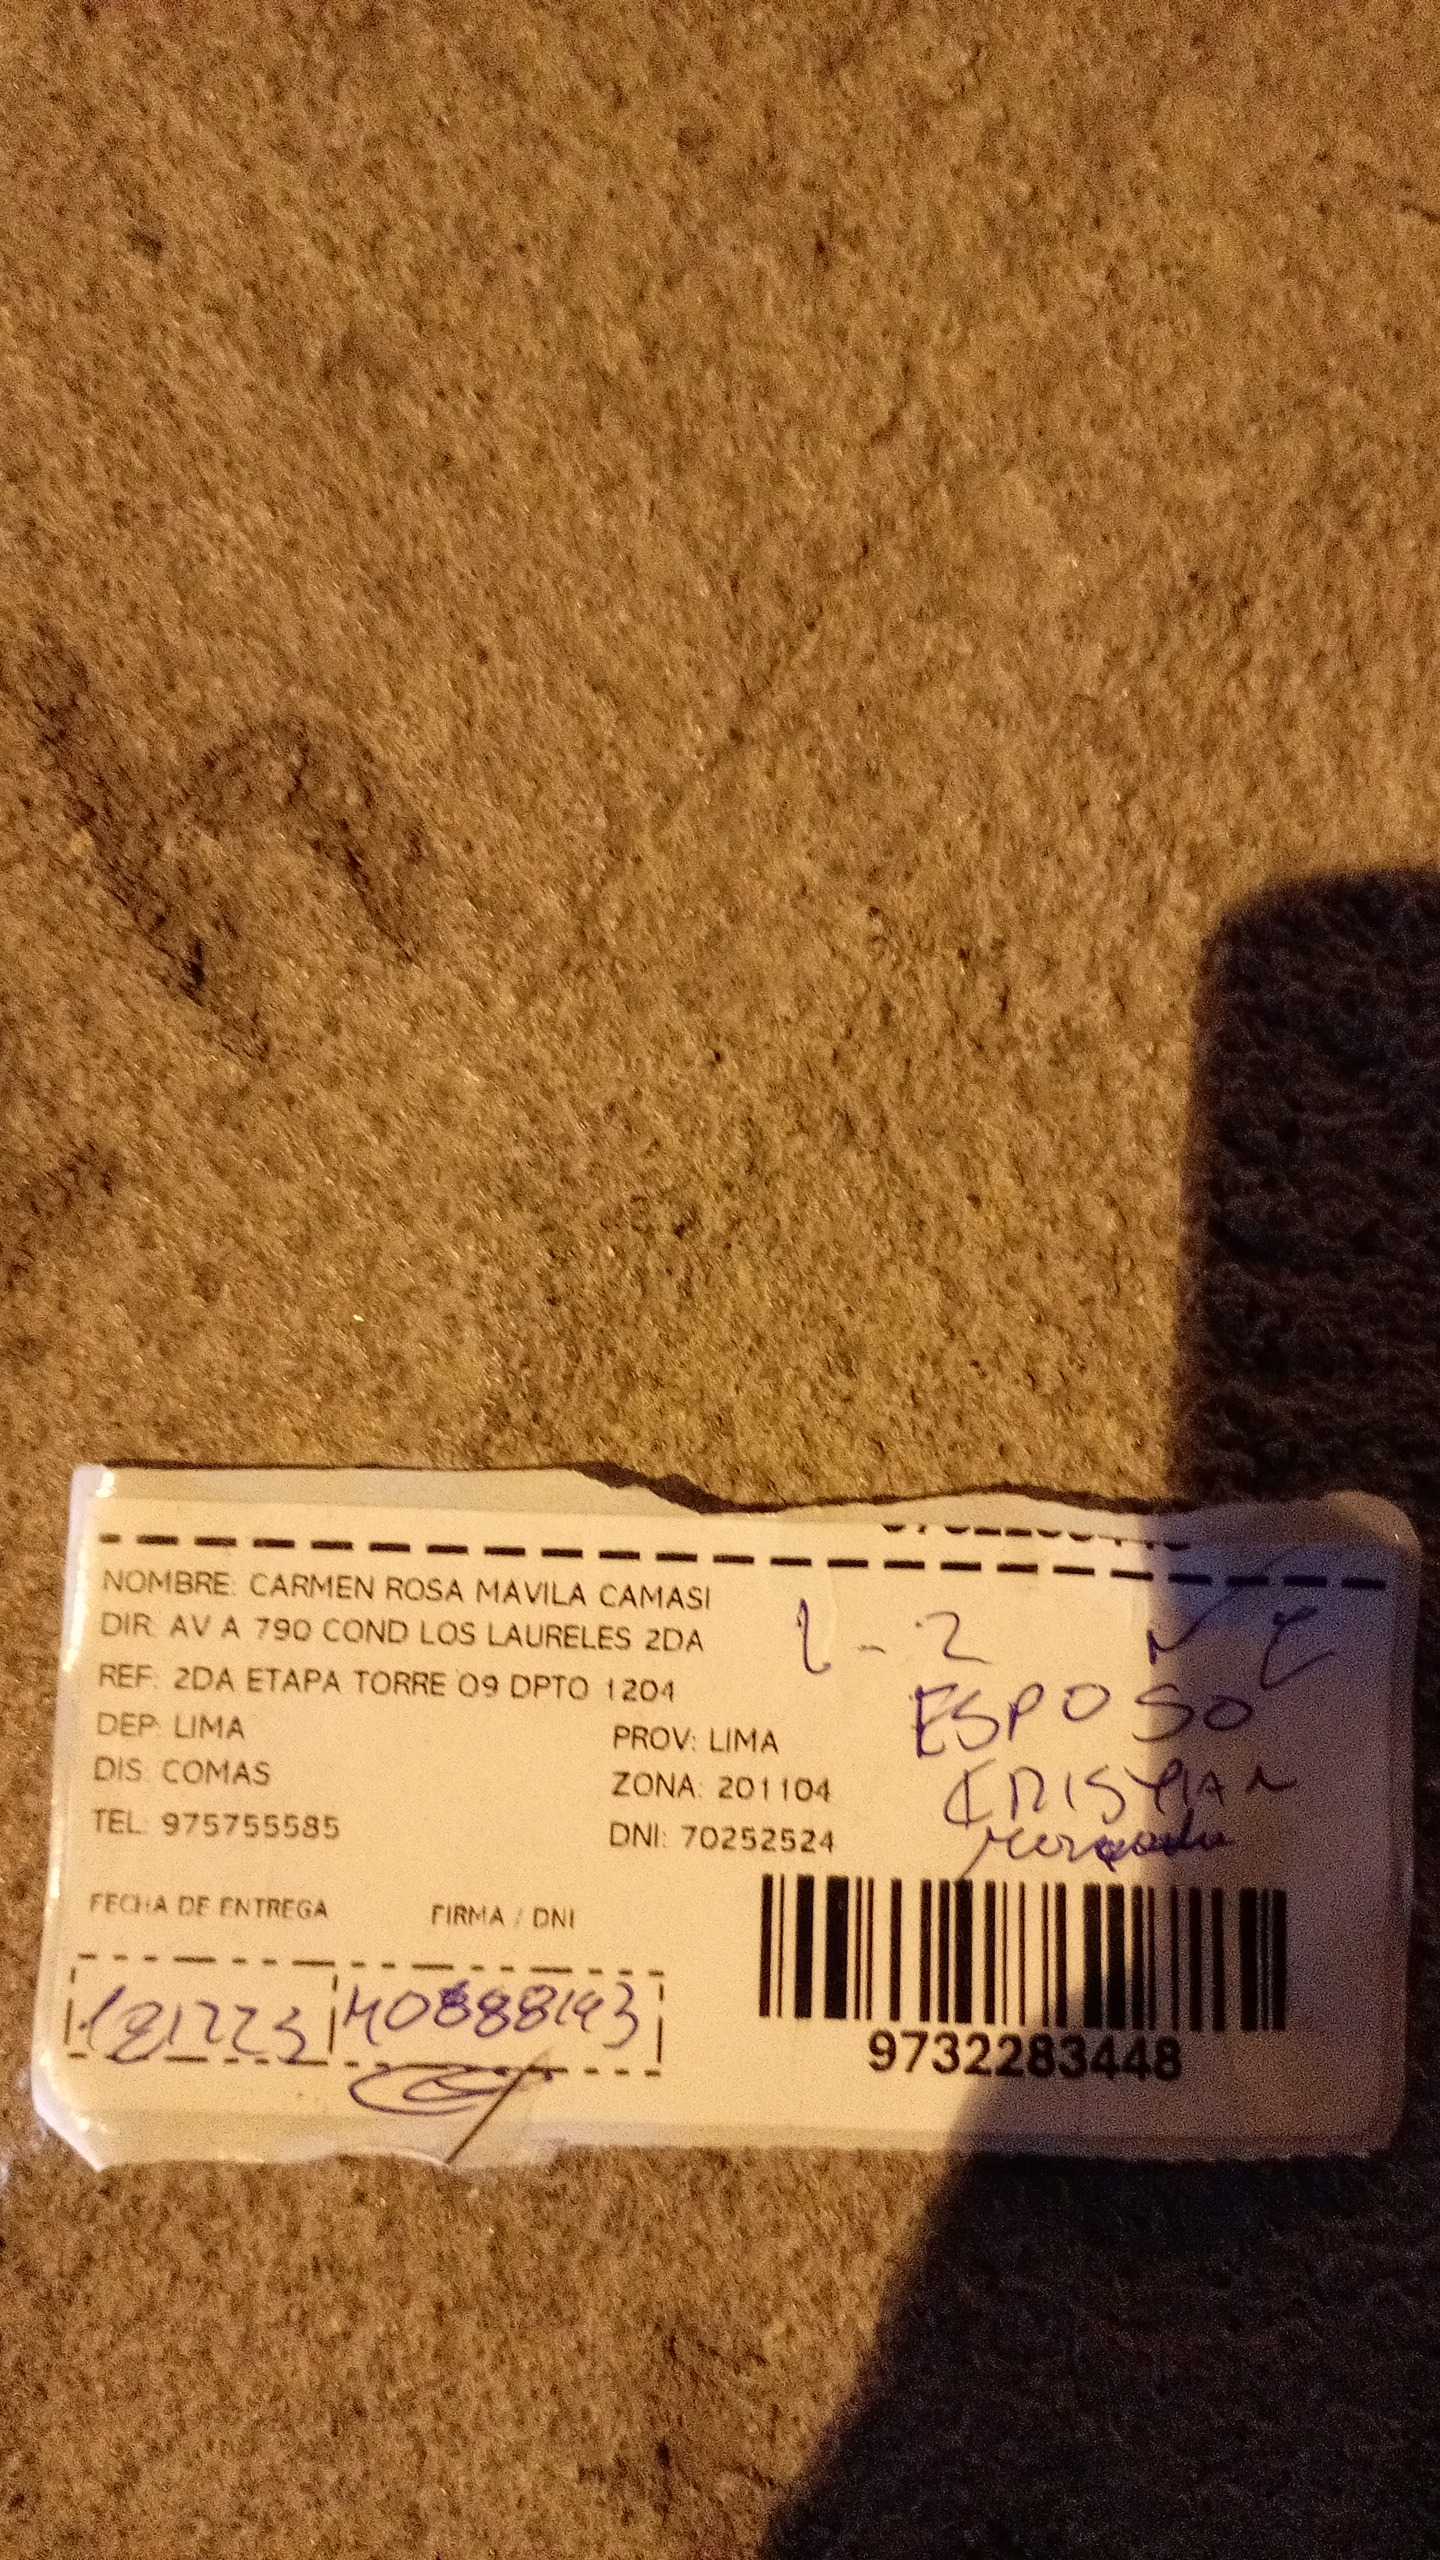 NOMBRE: CARMEN ROSA MAVILA CAMASI
DIR: AV A 790 COND LOS LAURELES 2DA
REF: 2DA ETAPA TORRE 09 DPTO 1204
DEP: LIMA
PROV: LIMA
DIS: COMAS
ZONA: 201104
TEL: 975755585
DNI: 70252524
ESPOSO
CRISTIAN
FECHA DE ENTREGA
FIRMA / DNI
9732283448